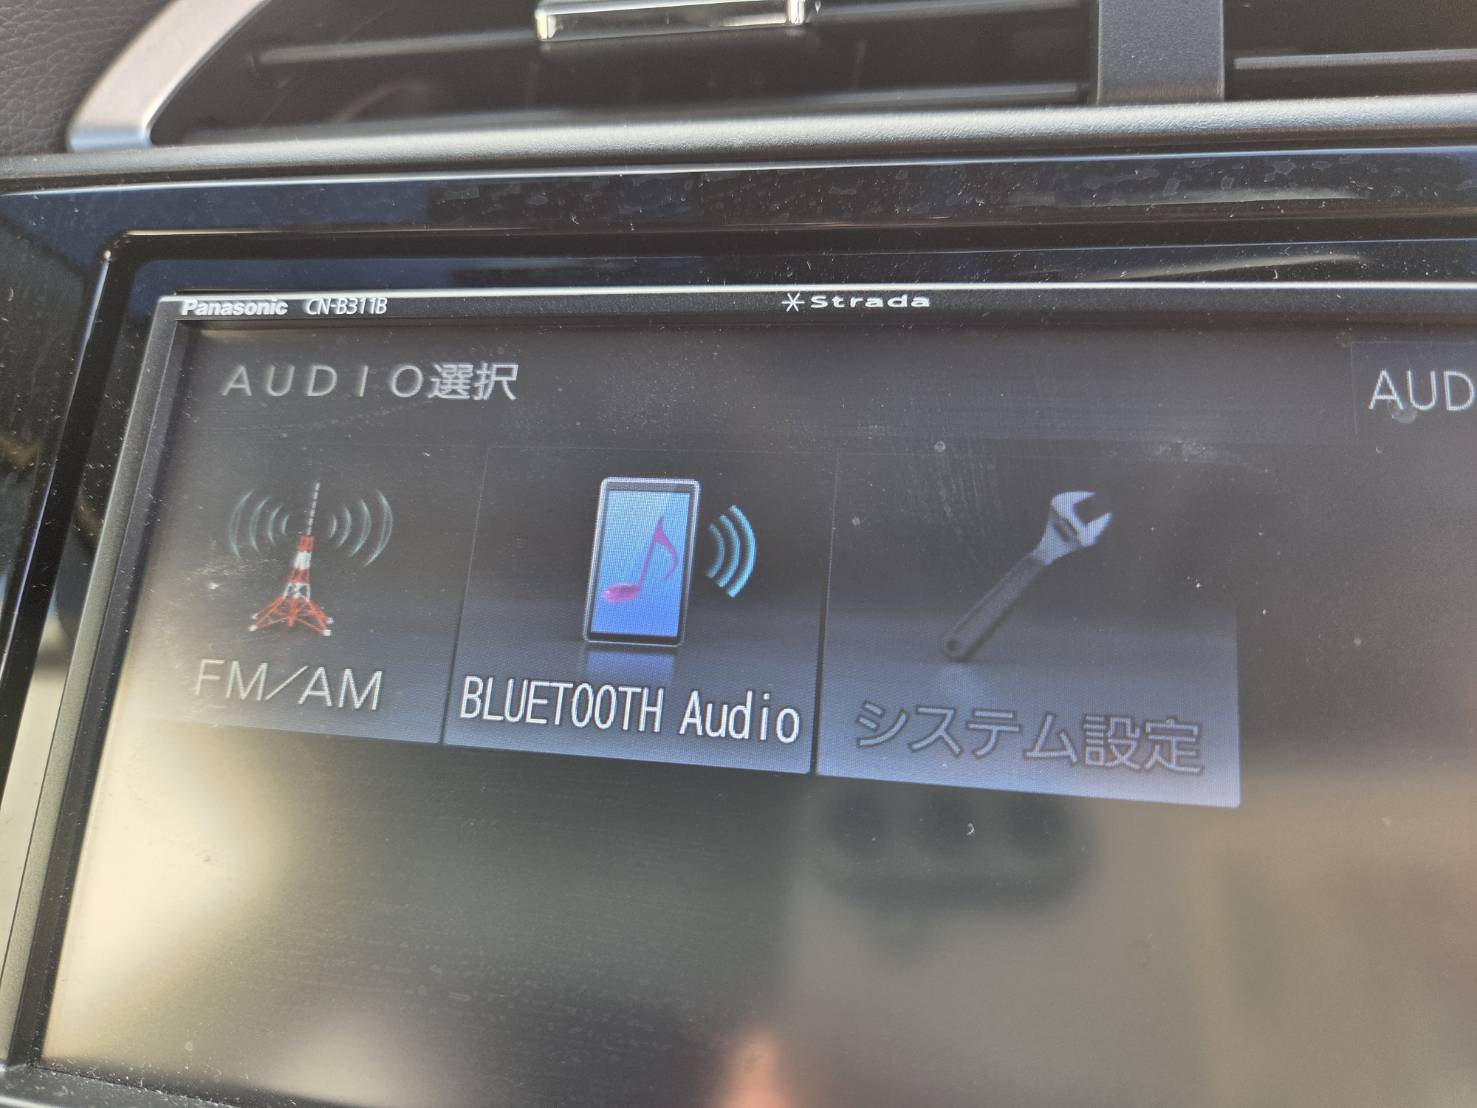 Panasonic CN-B311B
Strada
AUDIO選択
AUD
FM/AM
BLUETOOTH Audio
システム設定